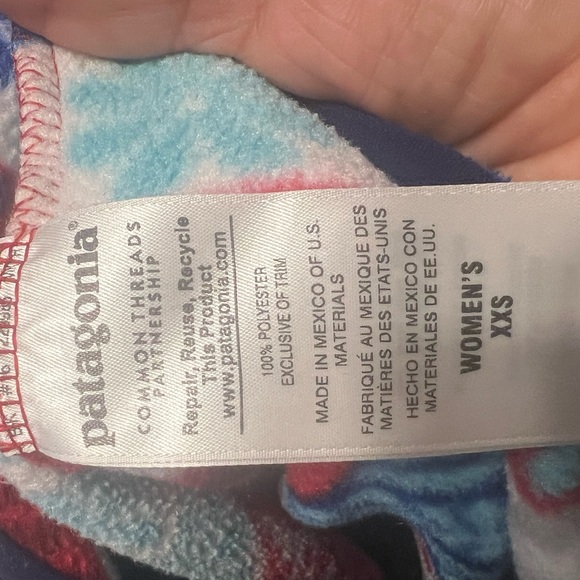 patagonia®
COMMON THREADS
PARTNERSHIP
Repair, Reuse, Recycle
This Product
www.patagonia.com
100% POLYESTER
EXCLUSIVE OF TRIM
MADE IN MEXICO OF U.S.
MATERIALS
FABRIQUÉ AU MEXIQUE DES
MATIÈRES DES ETATS-UNIS
HECHO EN MEXICO CON
MATERIALES DE EE.UU.
WOMEN'S
XXS